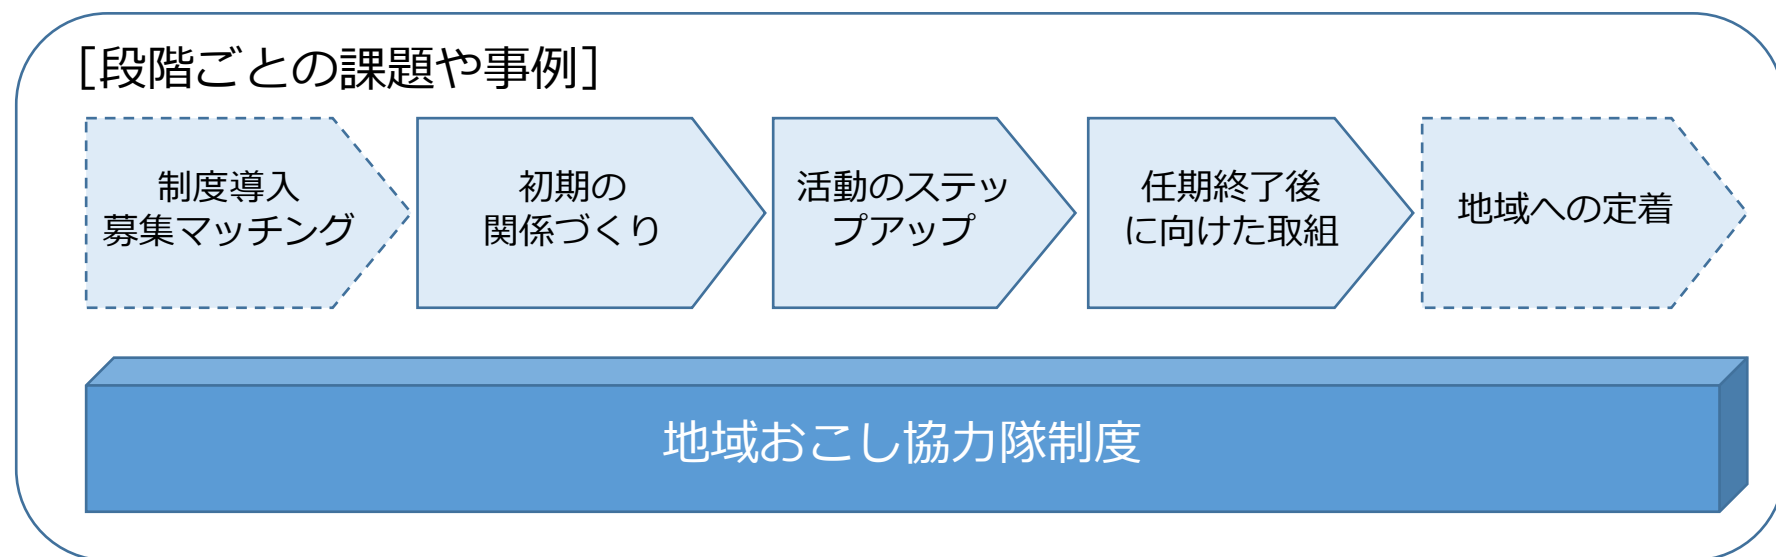 [段階ごとの課題や事例]
制度導入
募集マッチング
初期の
関係づくり
活動のステッ
プアップ
任期終了後
に向けた取組
地域への定着
地域おこし協力隊制度